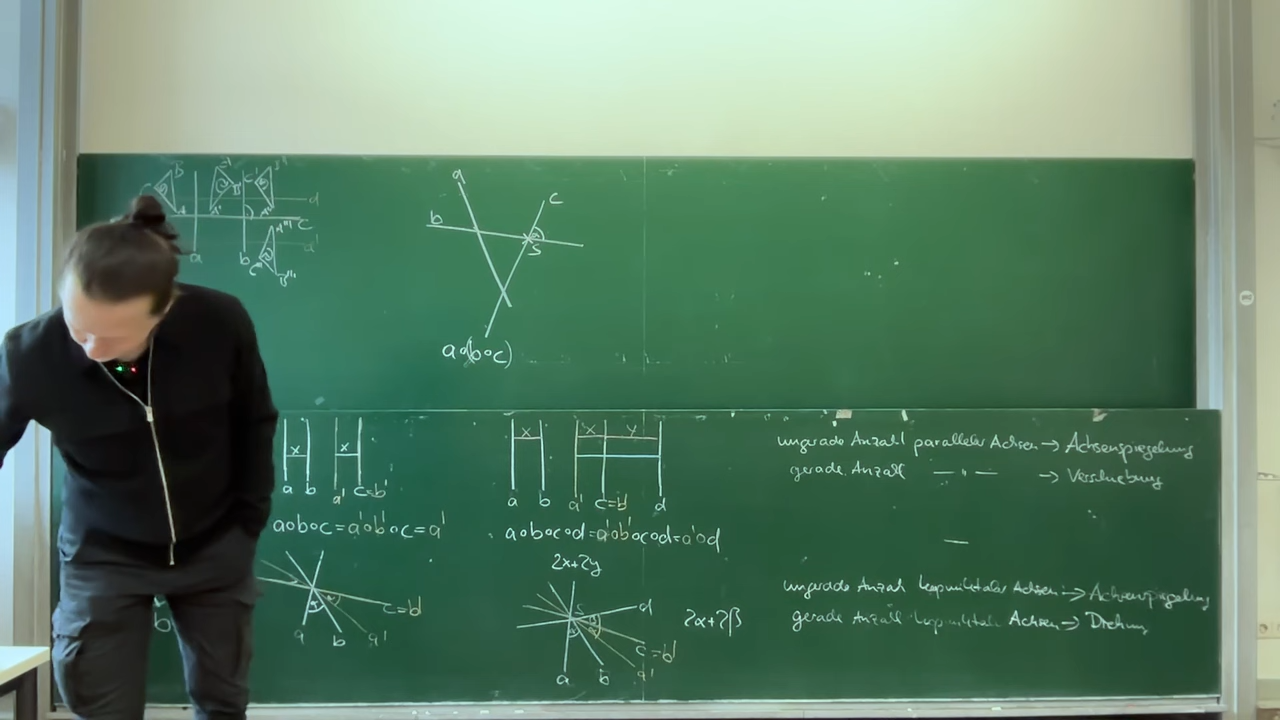 B C' C'' B''
C A A' B' A'' d
A''' c
a b d'
C''' B'''
a
b c
S
a∘(b∘c)
x x
a b a' c=b'
a∘b∘c=a'∘b'∘c=a'
x x y
a b a' c=b' d
a∘b∘c∘d=a'∘b'∘c∘d=a'∘d
2x+2y
ungerade Anzahl paralleler Achsen → Achsenspiegelung
gerade Anzahl —"— → Verschiebung
—
ungerade Anzahl kopunktaler Achsen → Achsenspiegelung
gerade Anzahl kopunktaler Achsen → Drehung
b
c=b'
a b a'
S
d
c=b'
a b a'
2α+2β